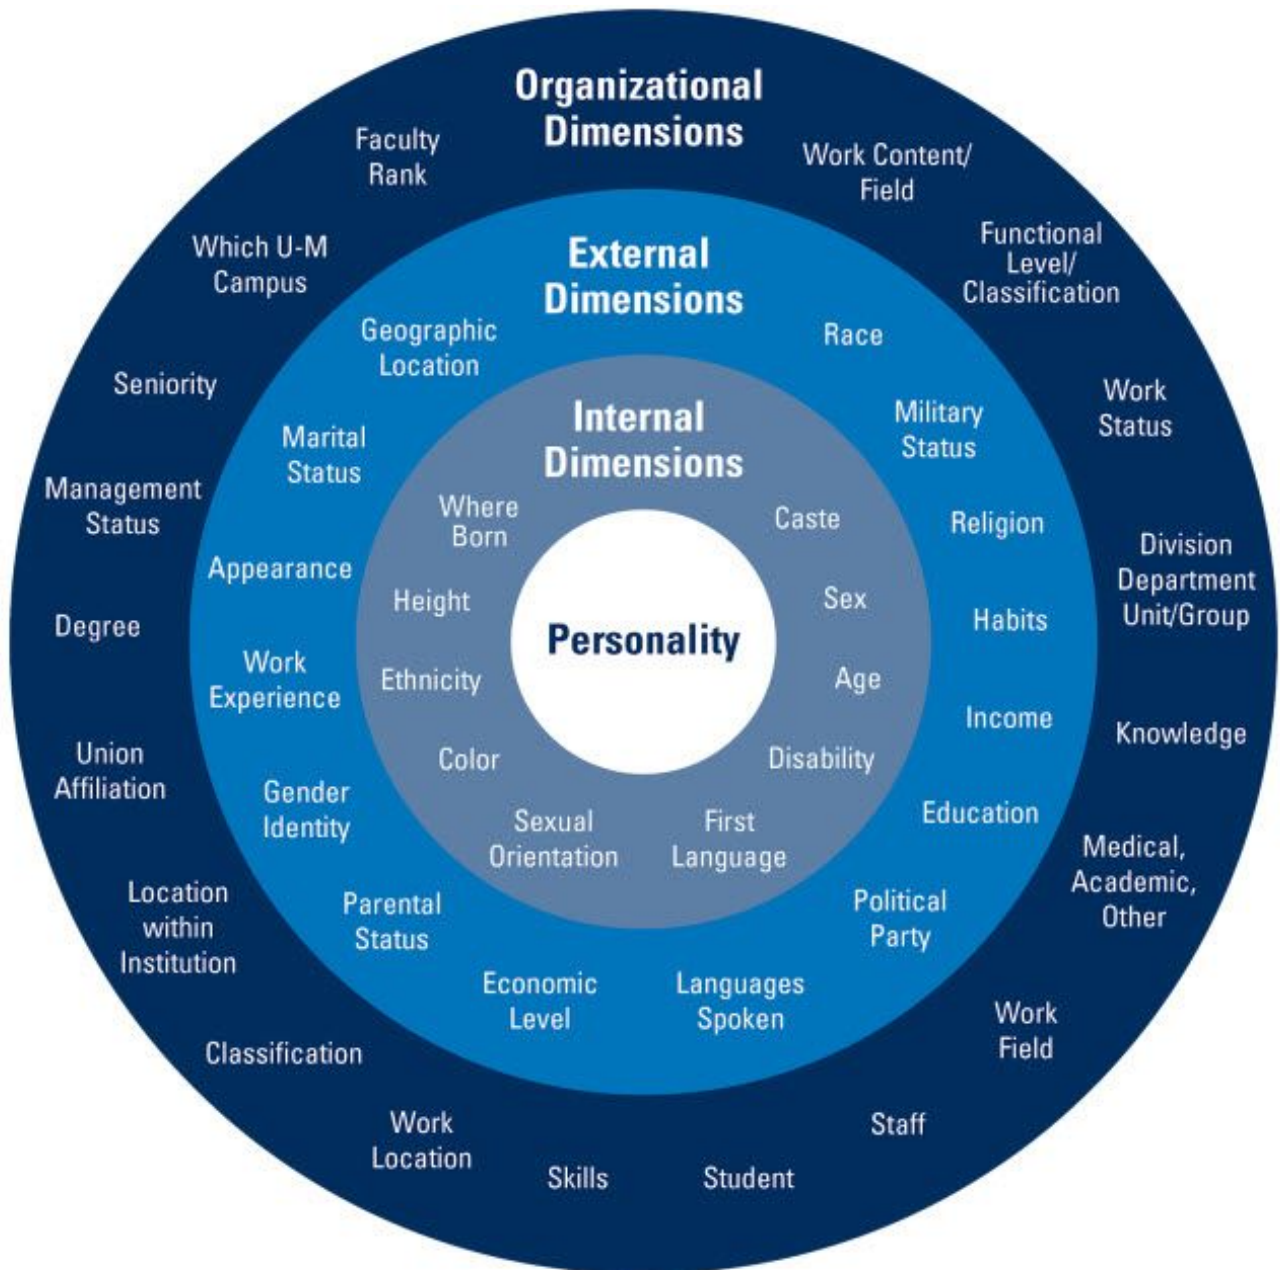 Organizational
Dimensions
Faculty
Rank
Work Content/
Field
Which U-M
Campus
Functional
Level/
Classification
Seniority
Work
Status
Management
Status
Division
Department
Unit/Group
Degree
Knowledge
Union
Affiliation
Medical,
Academic,
Other
Location
within
Institution
Work
Field
Classification
Staff
Work
Location
Skills
Student
External
Dimensions
Geographic
Location
Race
Marital
Status
Military
Status
Appearance
Religion
Work
Experience
Habits
Income
Gender
Identity
Education
Parental
Status
Political
Party
Economic
Level
Languages
Spoken
Internal
Dimensions
Where
Born
Caste
Height
Sex
Ethnicity
Age
Color
Disability
Sexual
Orientation
First
Language
Personality